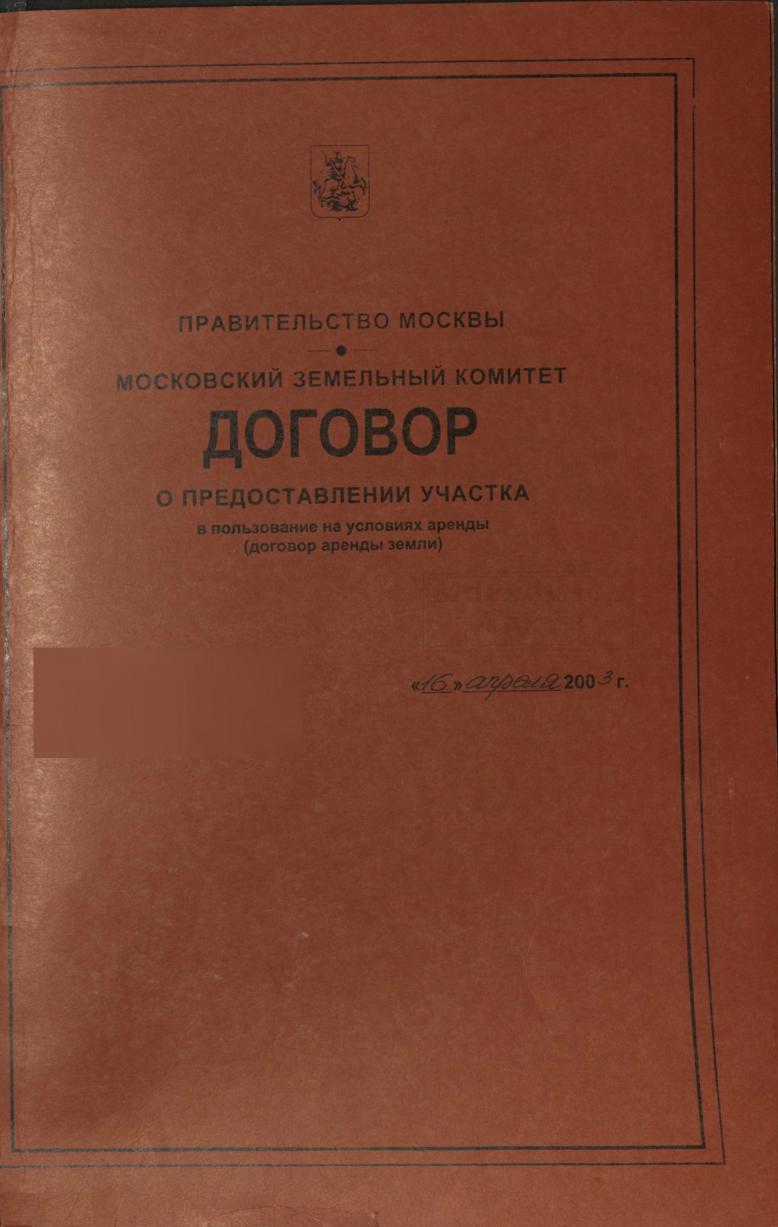 ПРАВИТЕЛЬСТВО МОСКВЫ
МОСКОВСКИЙ ЗЕМЕЛЬНЫЙ КОМИТЕТ
ДОГОВОР
О ПРЕДОСТАВЛЕНИИ УЧАСТКА
в пользование на условиях аренды
(договор аренды земли)
«16» апреля 2003 г.